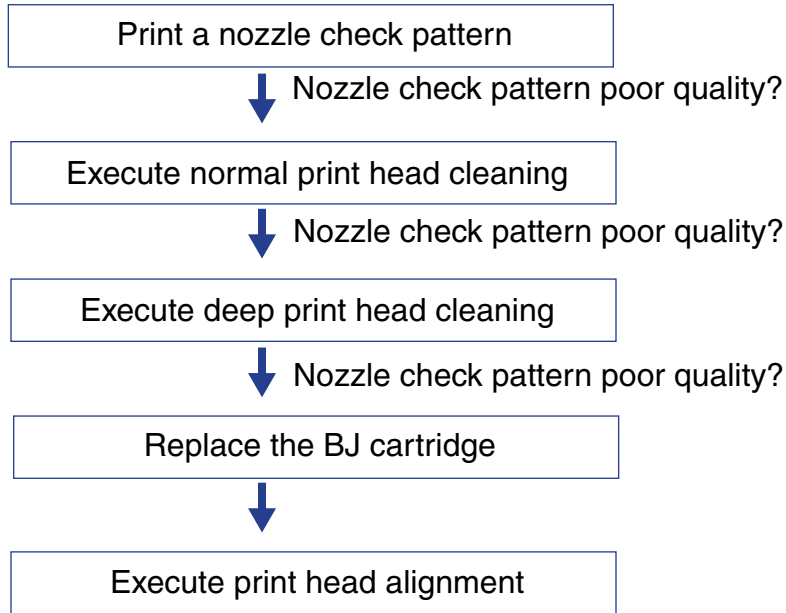 Print a nozzle check pattern
Nozzle check pattern poor quality?
Execute normal print head cleaning
Nozzle check pattern poor quality?
Execute deep print head cleaning
Nozzle check pattern poor quality?
Replace the BJ cartridge
Execute print head alignment